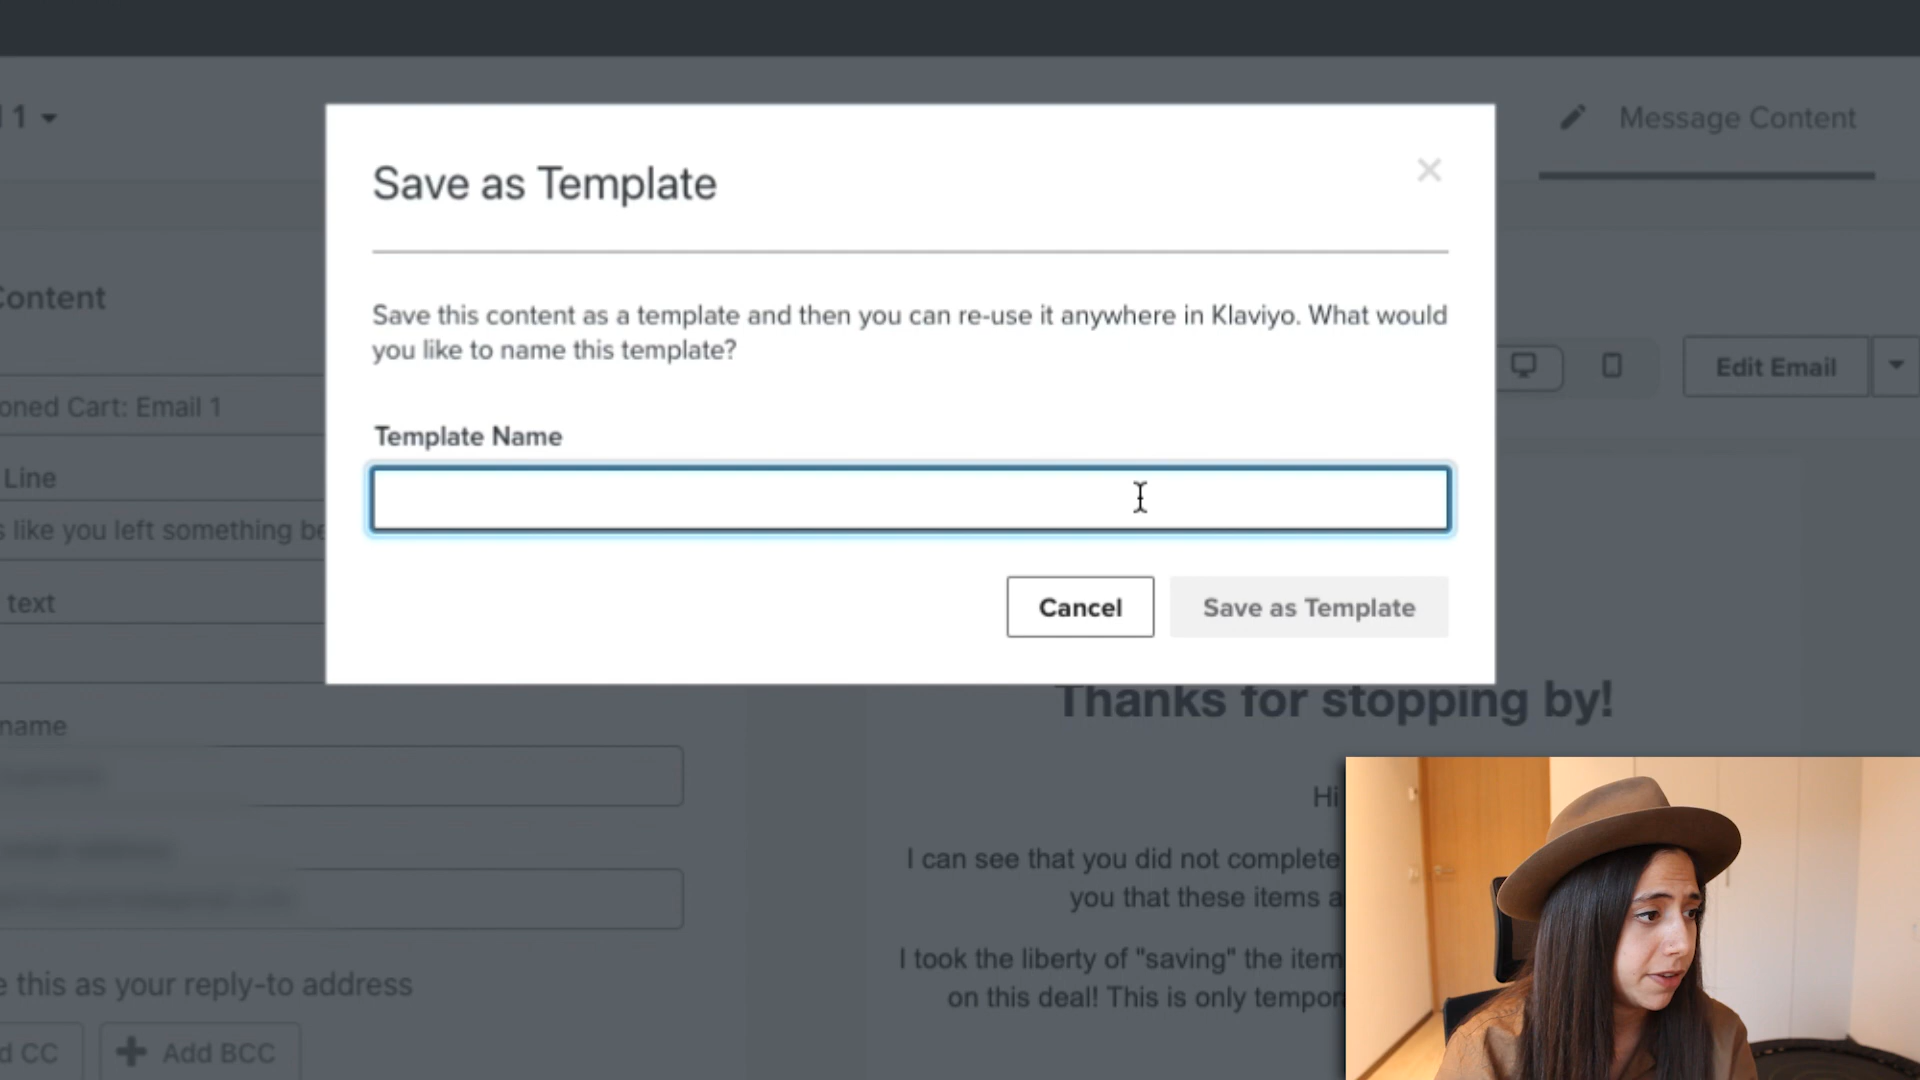 1
Message Content
Save as Template
Content
Save this content as a template and then you can re-use it anywhere in Klaviyo. What would
you like to name this template?
Edit Email
oned Cart: Email 1
Template Name
Line
s like you left something be
Cancel
Save as Template
text
Thanks for stopping by!
name
Hi
I can see that you did not complete
you that these items a
I took the liberty of "saving" the item
e this as your reply-to address
on this deal! This is only tempor
d CC
Add BCC